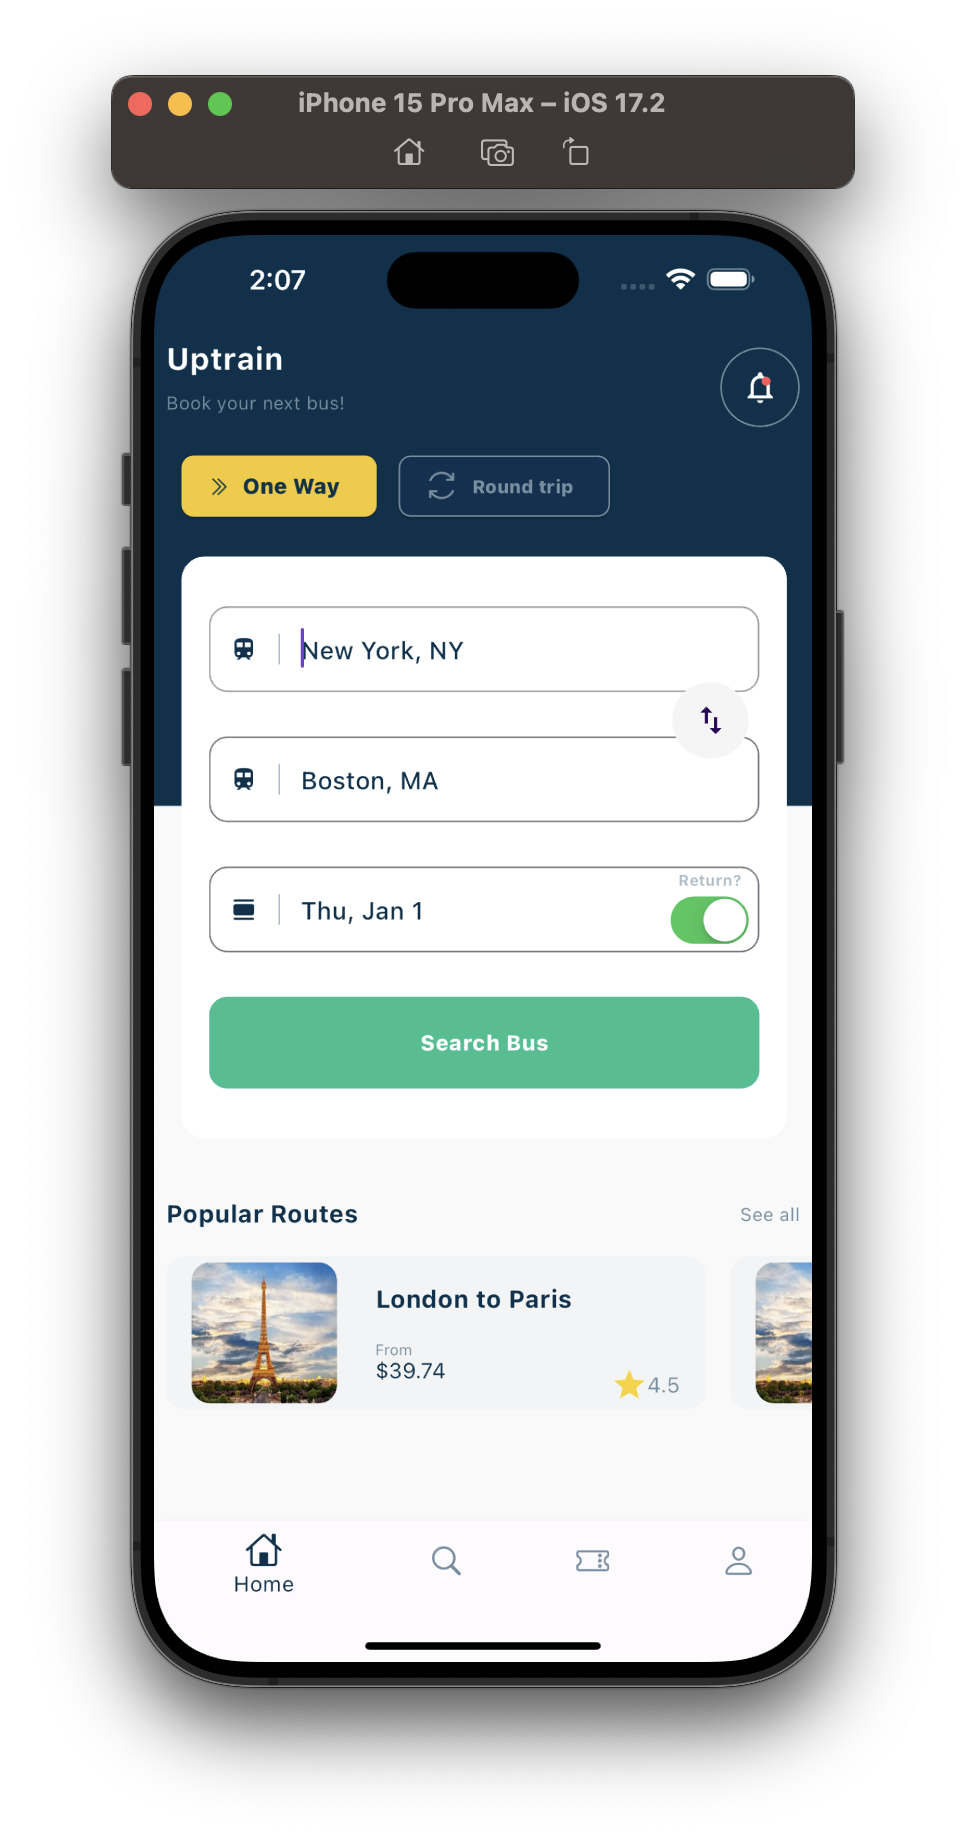 iPhone 15 Pro Max – iOS 17.2
2:07
Uptrain
Book your next bus!
One Way
Round trip
New York, NY
Boston, MA
Return?
Thu, Jan 1
Search Bus
Popular Routes
See all
London to Paris
From
$39.74
4.5
Home